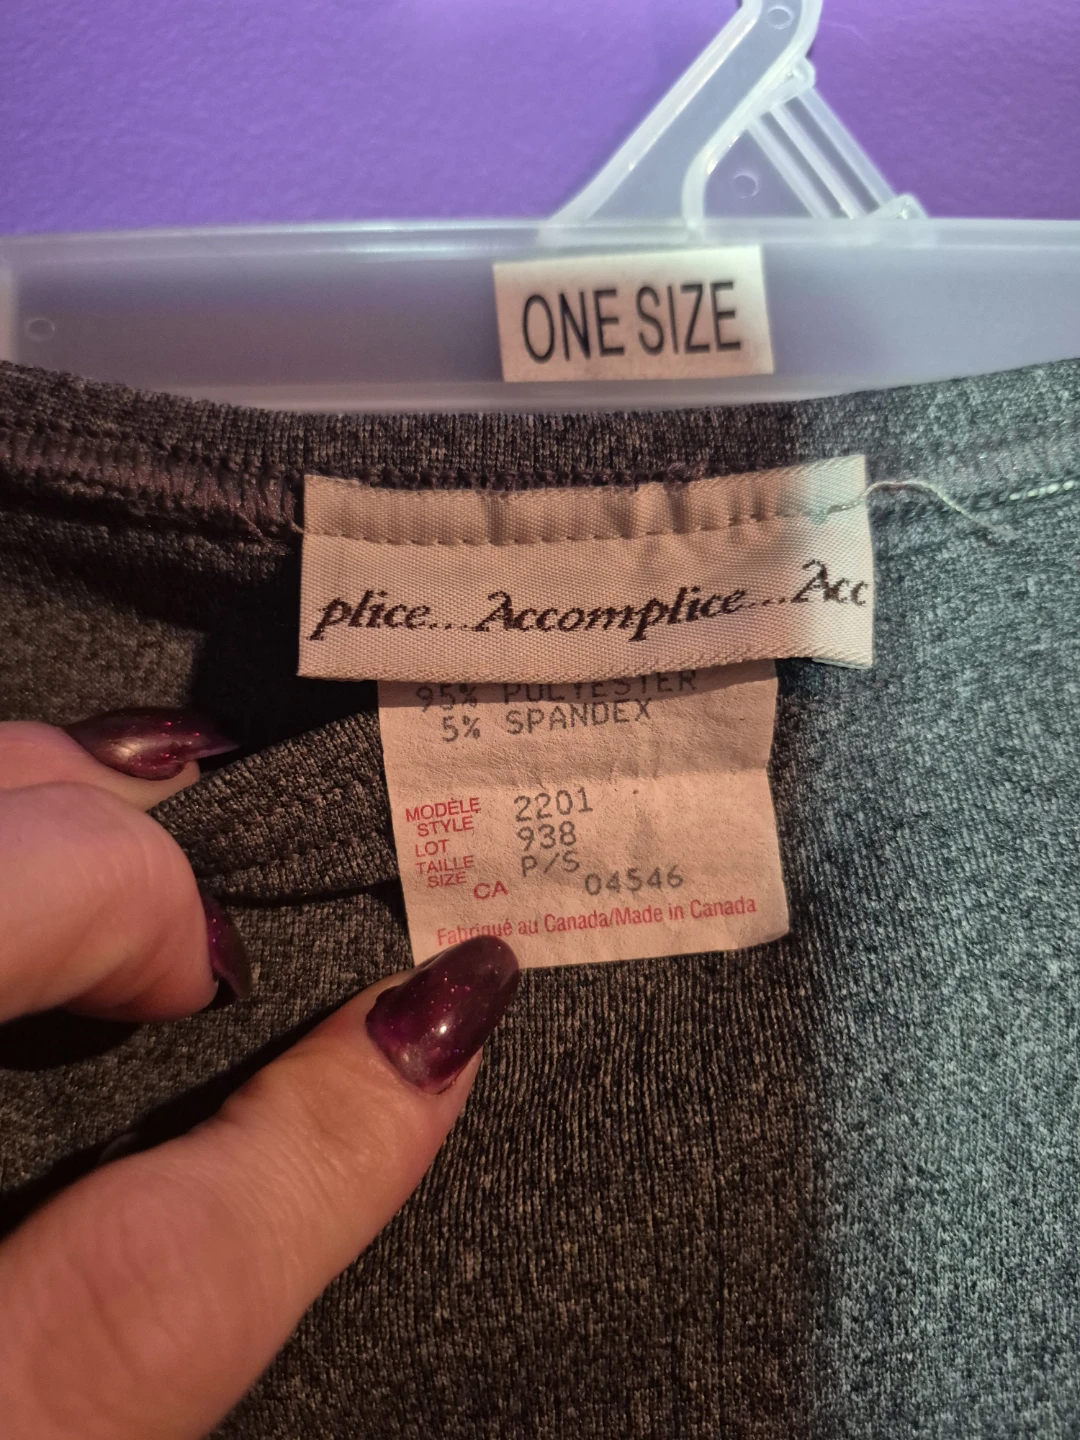 ONE SIZE
plice...Accomplice...Acc
95% POLYESTER
5% SPANDEX
MODÈLE 2201
STYLE
LOT 938
TAILLE P/S
SIZE
CA 04546
Fabriqué au Canada/Made in Canada